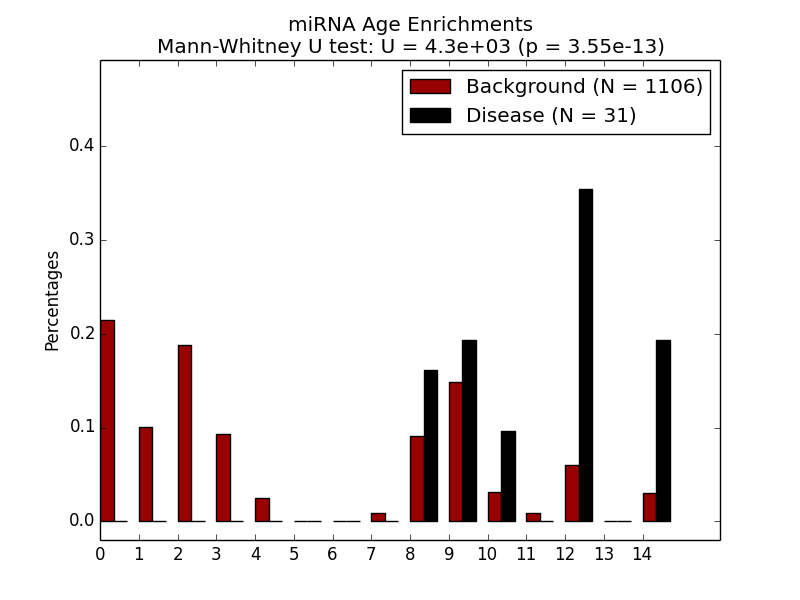 miRNA Age Enrichments
Mann-Whitney U test: U = 4.3e+03 (p = 3.55e-13)
Background (N = 1106)
Disease (N = 31)
Percentages
0.4
0.3
0.2
0.1
0.0
0 1 2 3 4 5 6 7 8 9 10 11 12 13 14